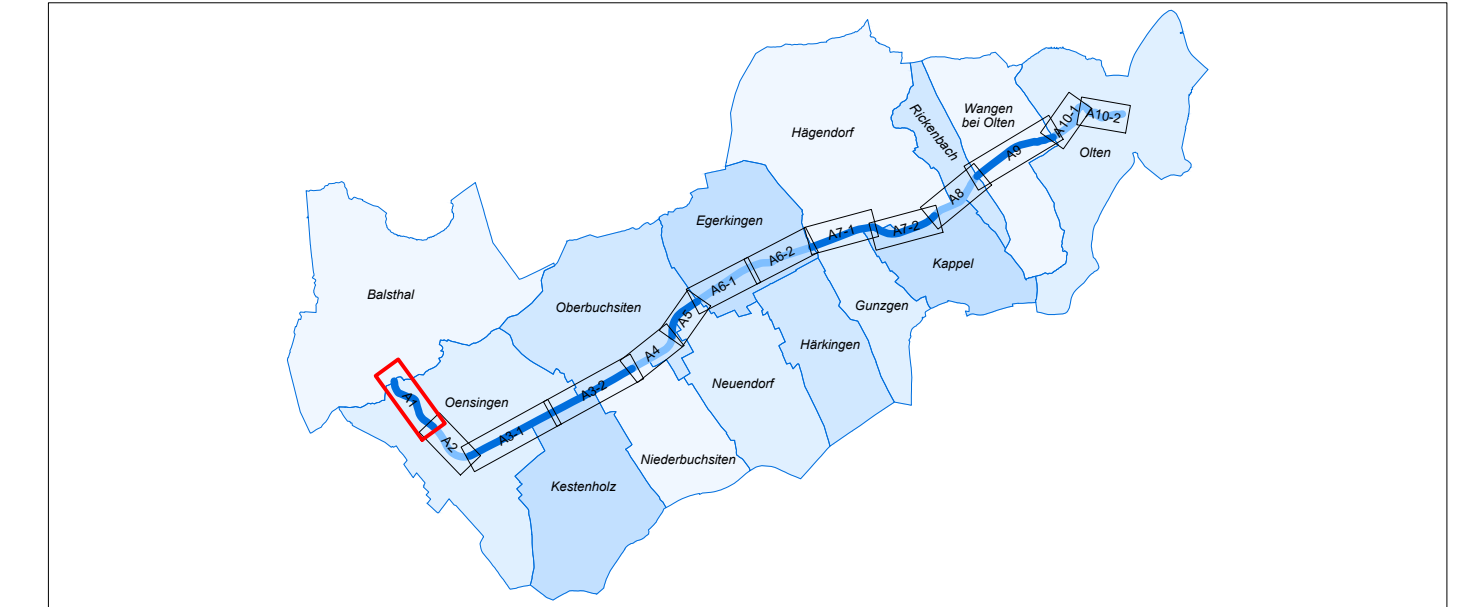 Balsthal
Oensingen
Oberbuchsiten
Egerkingen
Hägendorf
Rickenbach
Wangen
bei Olten
Olten
Kappel
Gunzgen
Härkingen
Neuendorf
Niederbuchsiten
Kestenholz
A1
A2
A3-1
A3-2
A4
A5
A6-1
A6-2
A7-1
A7-2
A8
A9
A10-1
A10-2